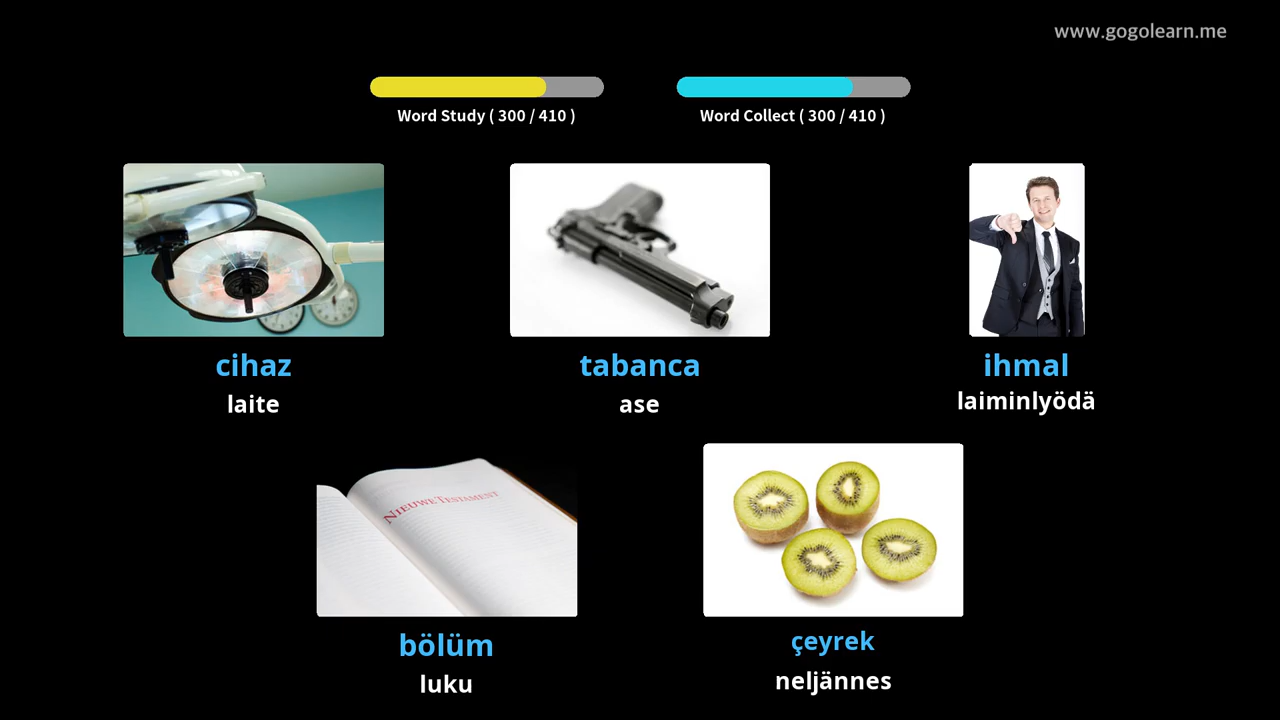 www.gogolearn.me
Word Study ( 300 / 410 )
Word Collect ( 300 / 410 )
cihaz
laite
tabanca
ase
ihmal
laiminlyödä
NIEUWE TESTAMENT
bölüm
luku
çeyrek
neljännes